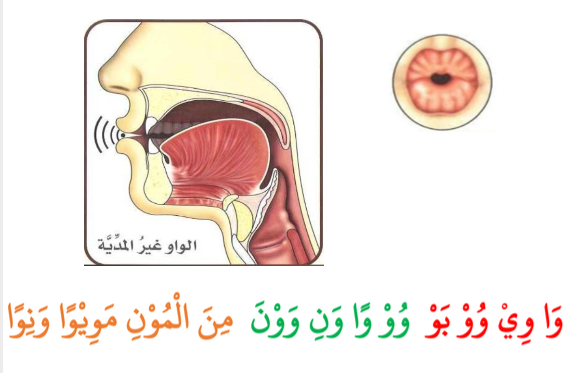 الواو غيرُ المدِّيَّة
وَا وِيْ وُوْ بَوْ وُوْ وًا وَنِ وَوْنَ مِنَ الْمُوْنِ مَوِيْوًا وَنِوًا